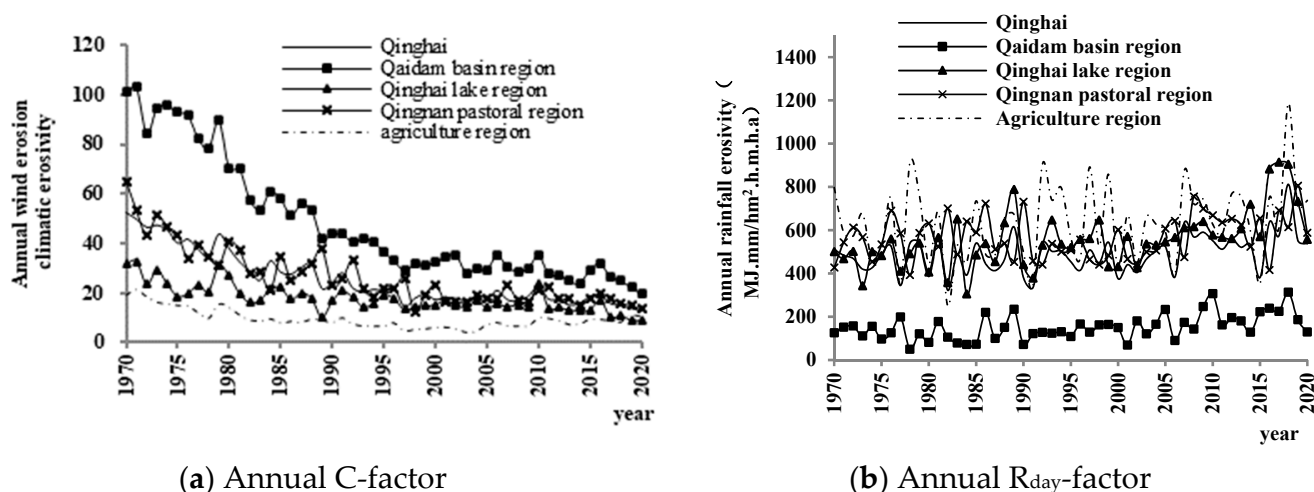 Annual wind erosion
climatic erosivity
120
100
80
60
40
20
0
Qinghai
Qaidam basin region
Qinghai lake region
Qingnan pastoral region
agriculture region
1970
1975
1980
1985
1990
1995
2000
2005
2010
2015
2020
year
(a) Annual C-factor
Annual rainfall erosivity (
MJ.mm/hm².h.m.h.a)
1400
1200
1000
800
600
400
200
0
Qinghai
Qaidam basin region
Qinghai lake region
Qingnan pastoral region
Agriculture region
1970
1975
1980
1985
1990
1995
2000
2005
2010
2015
2020
year
(b) Annual Rday-factor